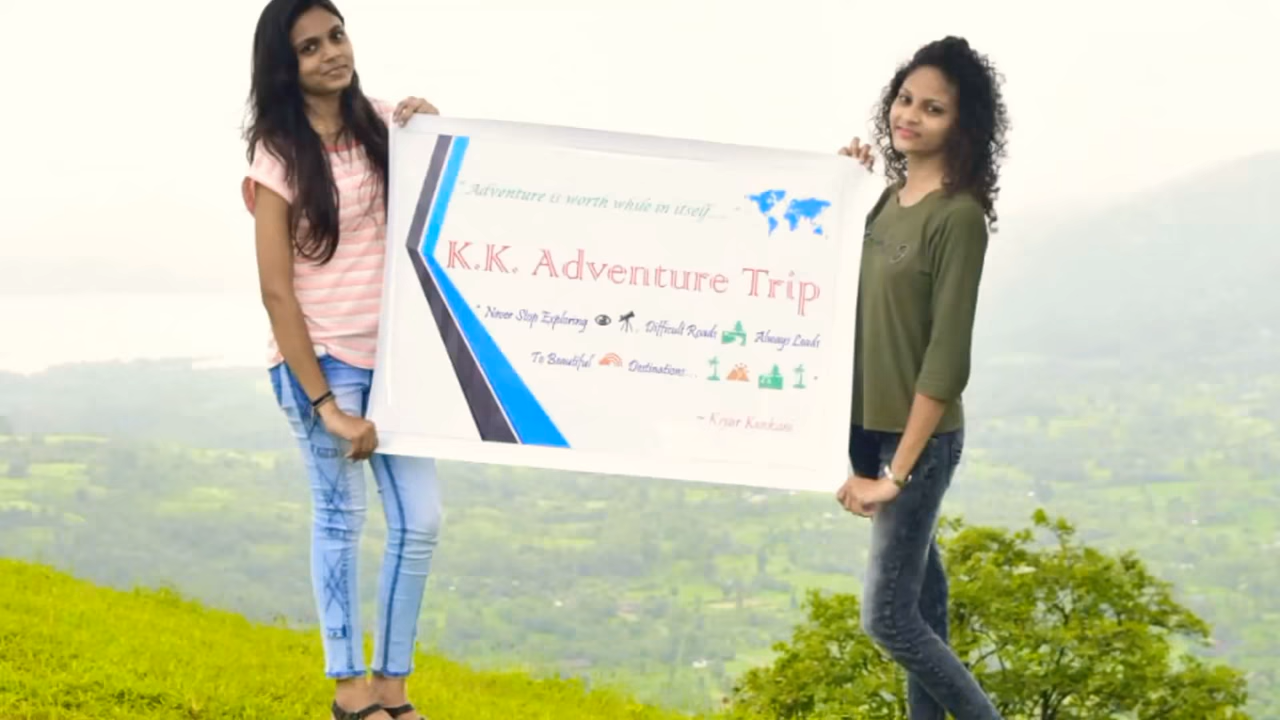 "Adventure is worth while in itself...."
K.K. Adventure Trip
" Never Stop Exploring . Difficult Roads Always Leads
To Beautiful Destinations... "
~